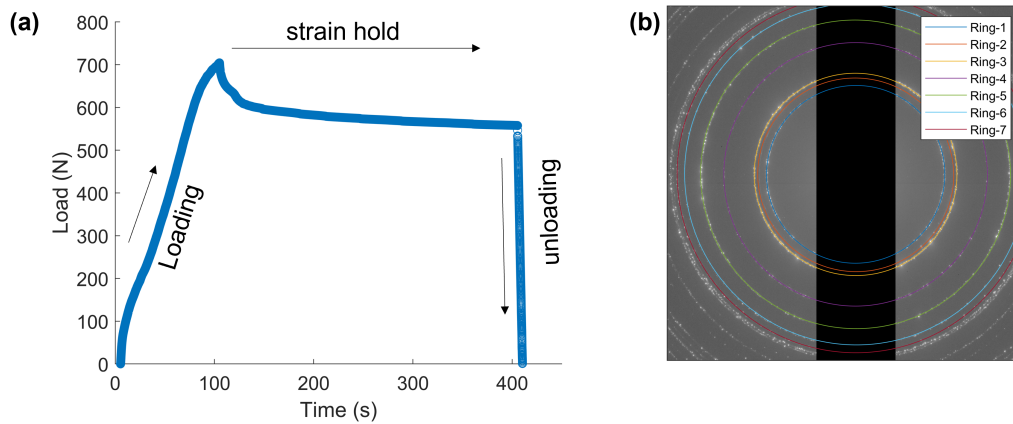 (a)
800
700
600
500
400
300
200
100
0
Load (N)
0
100
200
300
400
Time (s)
strain hold
Loading
unloading
(b)
Ring-1
Ring-2
Ring-3
Ring-4
Ring-5
Ring-6
Ring-7